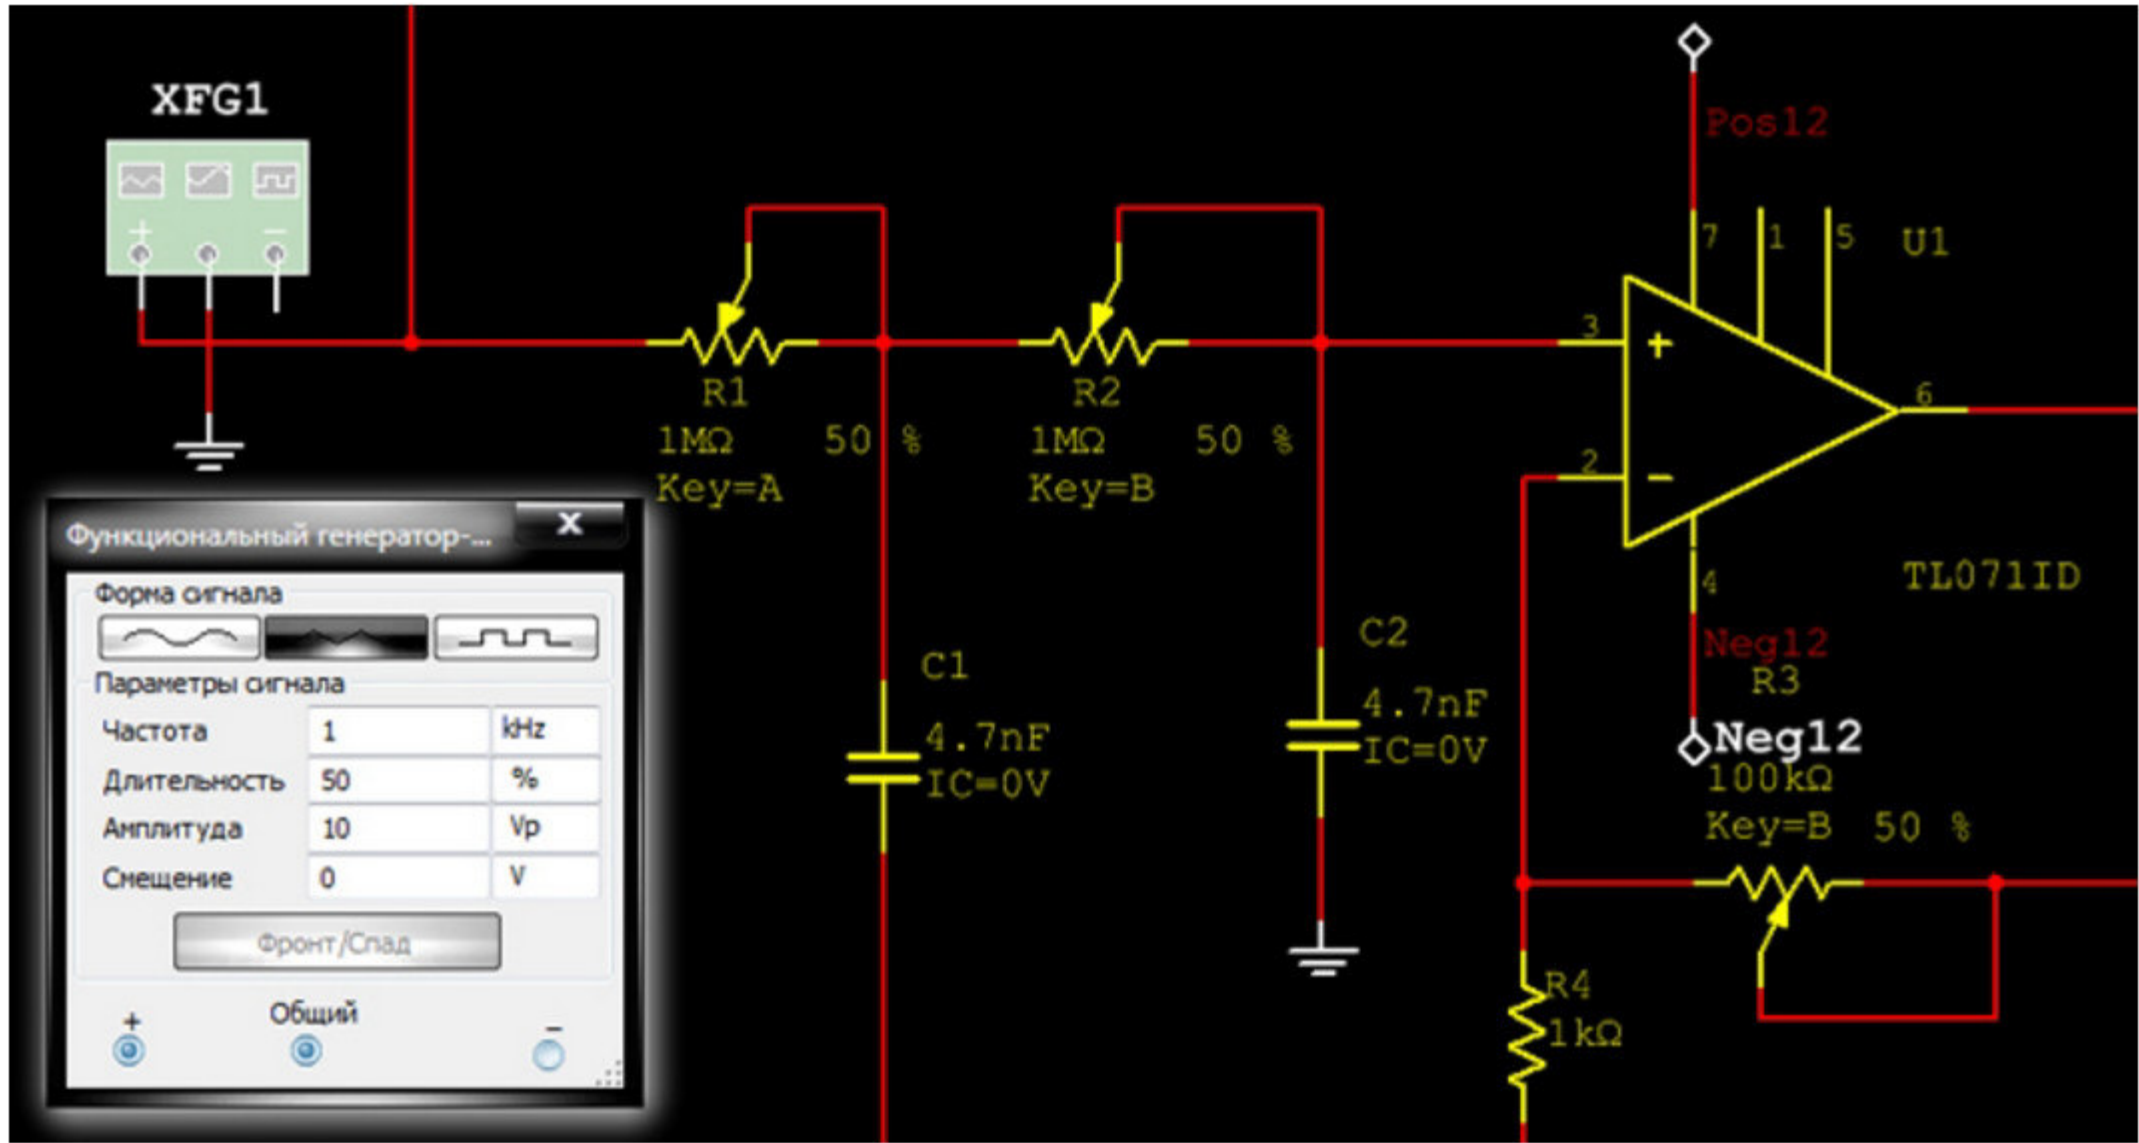 XFG1
+
−
Pos12
7
1
5
U1
3
+
6
2
−
4
TL071ID
Neg12
R3
Neg12
100kΩ
Key=B 50 %
R1
1MΩ 50 %
Key=A
R2
1MΩ 50 %
Key=B
C1
4.7nF
IC=0V
C2
4.7nF
IC=0V
R4
1kΩ
Функциональный генератор-...
X
Форма сигнала
Параметры сигнала
Частота 1 kHz
Длительность 50 %
Амплитуда 10 Vp
Смещение 0 V
Фронт/Спад
+ Общий −